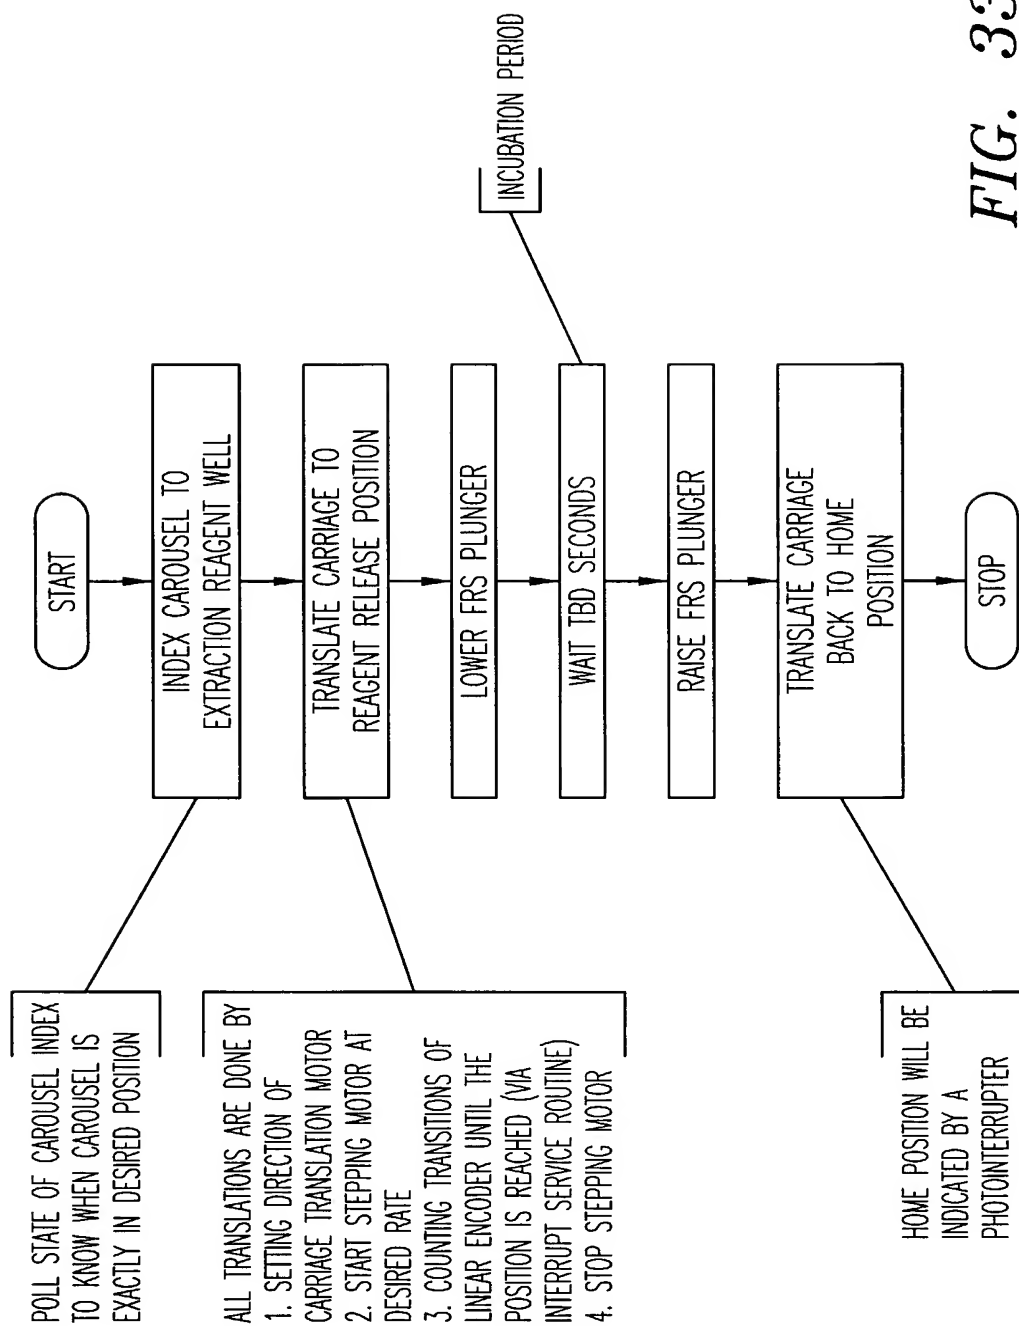 START
INDEX CAROUSEL TO
EXTRACTION REAGENT WELL
POLL STATE OF CAROUSEL INDEX
TO KNOW WHEN CAROUSEL IS
EXACTLY IN DESIRED POSITION
TRANSLATE CARRIAGE TO
REAGENT RELEASE POSITION
ALL TRANSLATIONS ARE DONE BY
1. SETTING DIRECTION OF
CARRIAGE TRANSLATION MOTOR
2. START STEPPING MOTOR AT
DESIRED RATE
3. COUNTING TRANSITIONS OF
LINEAR ENCODER UNTIL THE
POSITION IS REACHED (VIA
INTERRUPT SERVICE ROUTINE)
4. STOP STEPPING MOTOR
LOWER FRS PLUNGER
WAIT TBD SECONDS
INCUBATION PERIOD
RAISE FRS PLUNGER
TRANSLATE CARRIAGE
BACK TO HOME
POSITION
HOME POSITION WILL BE
INDICATED BY A
PHOTOINTERRUPTER
STOP
FIG. 33